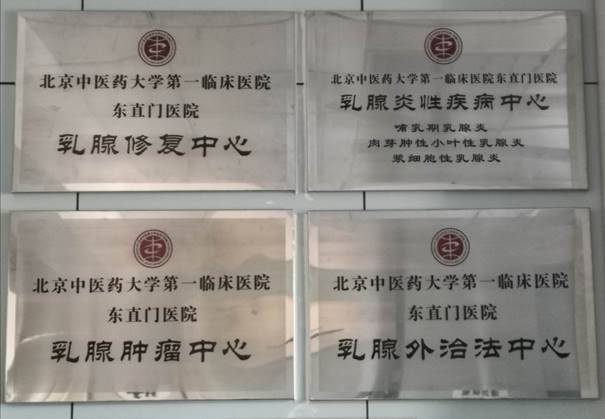 北京中医药大学第一临床医院
东直门医院
乳腺修复中心
北京中医药大学第一临床医院东直门医院
乳腺炎性疾病中心
哺乳期乳腺炎
肉芽肿性小叶性乳腺炎
浆细胞性乳腺炎
北京中医药大学第一临床医院
东直门医院
乳腺肿瘤中心
北京中医药大学第一临床医院
东直门医院
乳腺外治法中心